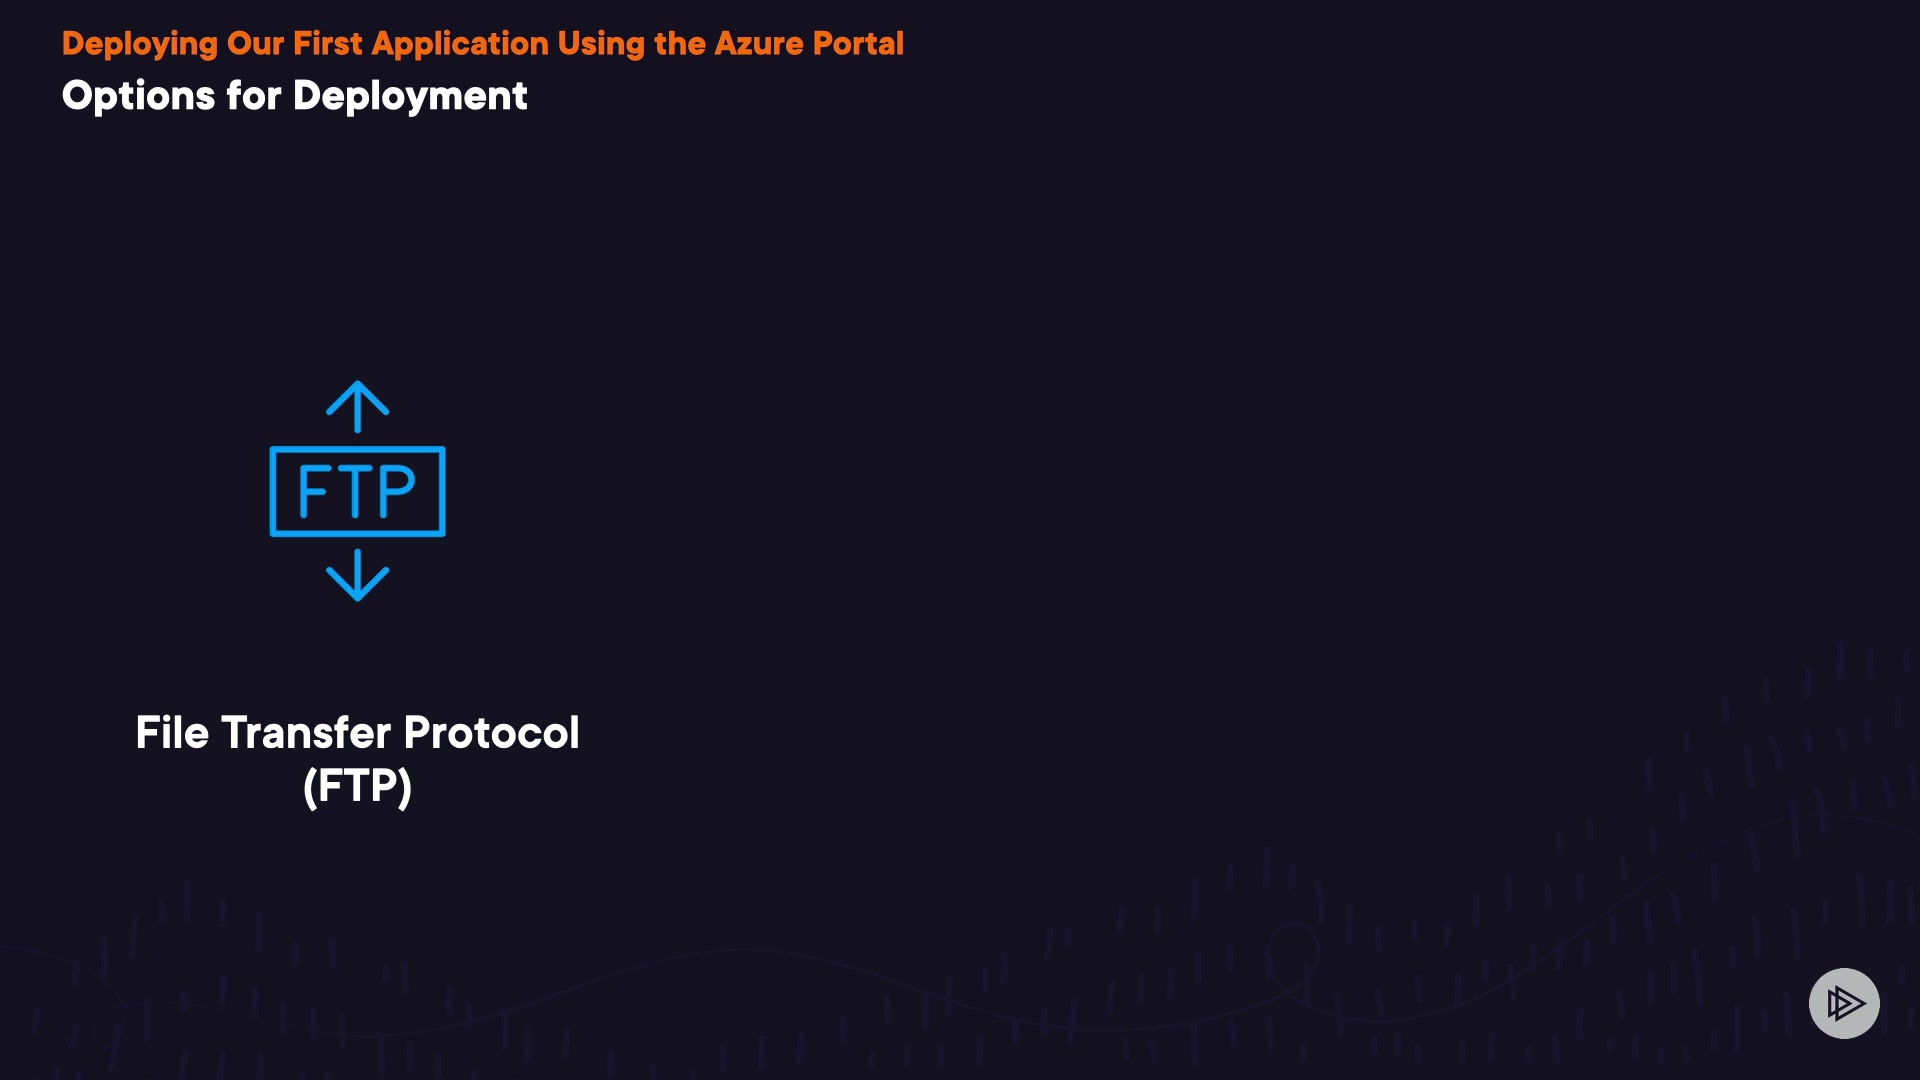 Deploying Our First Application Using the Azure Portal
Options for Deployment
FTP
File Transfer Protocol
(FTP)